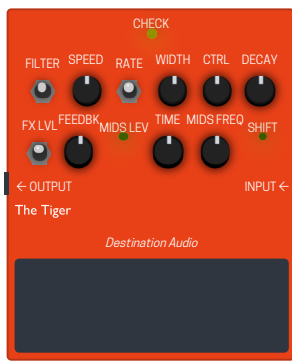 CHECK
FILTER SPEED RATE WIDTH CTRL DECAY
FX LVL FEEDBK MIDS LEV TIME MIDS FREQ SHIFT
← OUTPUT INPUT ←
The Tiger
Destination Audio